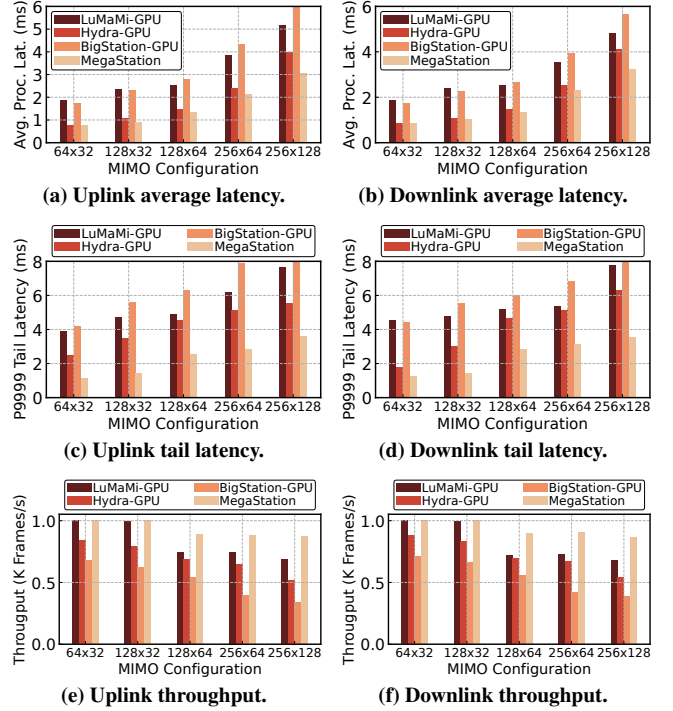 6
5
4
3
2
1
0
Avg. Proc. Lat. (ms)
LuMaMi-GPU
Hydra-GPU
BigStation-GPU
MegaStation
64x32 128x32 128x64 256x64 256x128
MIMO Configuration
(a) Uplink average latency.
6
5
4
3
2
1
0
Avg. Proc. Lat. (ms)
LuMaMi-GPU
Hydra-GPU
BigStation-GPU
MegaStation
64x32 128x32 128x64 256x64 256x128
MIMO Configuration
(b) Downlink average latency.
LuMaMi-GPU BigStation-GPU
Hydra-GPU MegaStation
8
6
4
2
0
P9999 Tail Latency (ms)
64x32 128x32 128x64 256x64 256x128
MIMO Configuration
(c) Uplink tail latency.
LuMaMi-GPU BigStation-GPU
Hydra-GPU MegaStation
8
6
4
2
0
P9999 Tail Latency (ms)
64x32 128x32 128x64 256x64 256x128
MIMO Configuration
(d) Downlink tail latency.
LuMaMi-GPU BigStation-GPU
Hydra-GPU MegaStation
1.0
0.5
0.0
Througput (K Frames/s)
64x32 128x32 128x64 256x64 256x128
MIMO Configuration
(e) Uplink throughput.
LuMaMi-GPU BigStation-GPU
Hydra-GPU MegaStation
1.0
0.5
0.0
Througput (K Frames/s)
64x32 128x32 128x64 256x64 256x128
MIMO Configuration
(f) Downlink throughput.